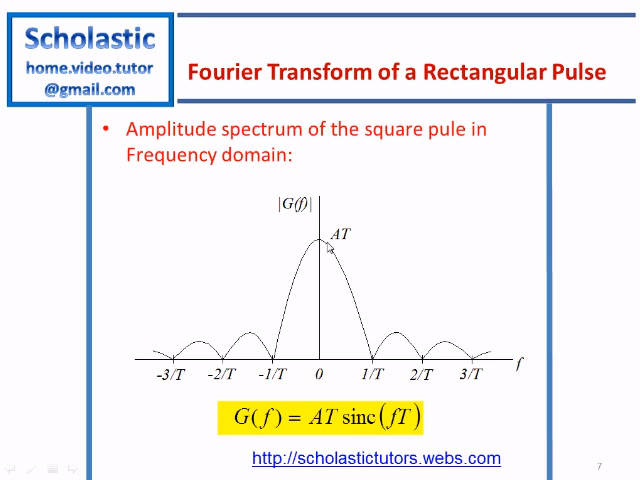 Scholastic
home.video.tutor
@gmail.com
Fourier Transform of a Rectangular Pulse
• Amplitude spectrum of the square pule in
Frequency domain:
|G(f)|
AT
-3/T -2/T -1/T 0 1/T 2/T 3/T f
G(f) = AT sinc(fT)
http://scholastictutors.webs.com
7